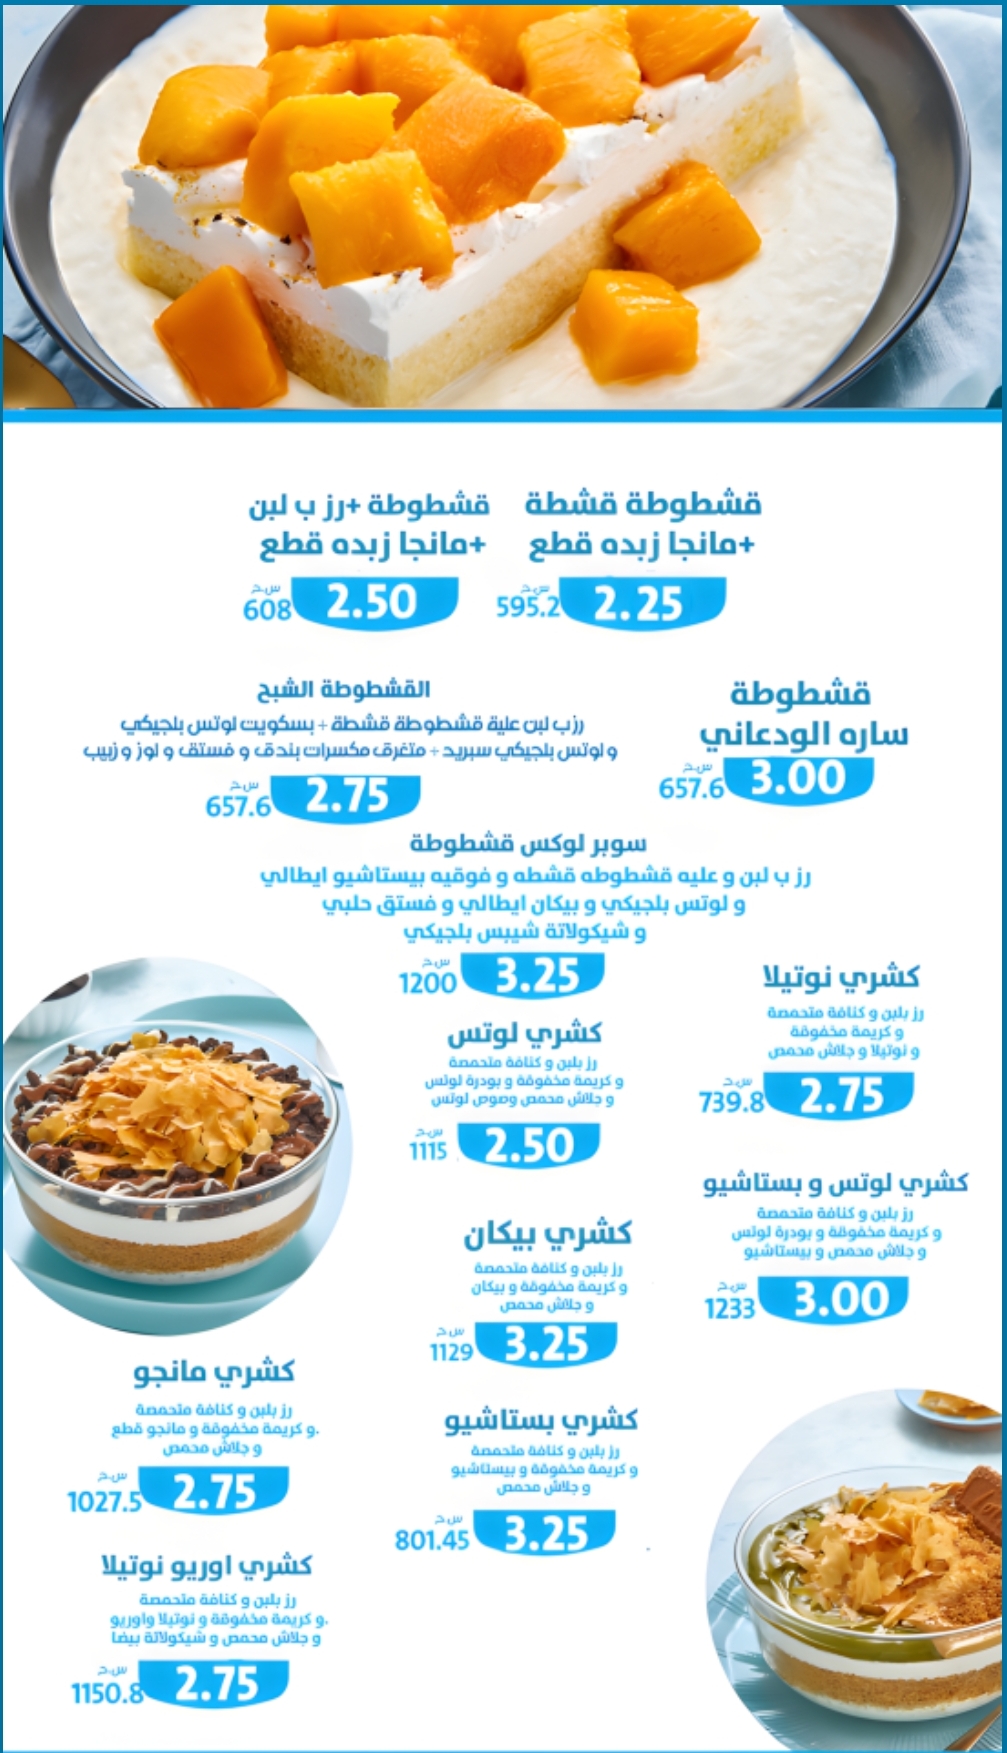 قشطوطة قشطة
+مانجا زبده قطع
2.25
س.ح
595.2
قشطوطة +رز ب لبن
+مانجا زبده قطع
2.50
س.ح
608
قشطوطة
ساره الودعاني
3.00
س.ح
657.6
القشطوطة الشبح
رزب لبن علية قشطوطة قشطة + بسكويت لوتس بلجيكي
و لوتس بلجيكي سبريد + متفرق مكسرات بندق و فستق و لوز و زبيب
2.75
س.ح
657.6
سوبر لوكس قشطوطة
رز ب لبن و عليه قشطوطه قشطه و فوقيه بيستاشيو ايطالي
و لوتس بلجيكي و بيكان ايطالي و فستق حلبي
و شيكولاتة شيبس بلجيكي
3.25
س.ح
1200
كشري نوتيلا
رز بلبن و كنافة متحمصة
و كريمة مخفوقة
و نوتيلا و جلاش محمص
2.75
س.ح
739.8
كشري لوتس
رز بلبن و كنافة متحمصة
و كريمة مخفوقة و بودرة لوتس
و جلاش محمص وصوص لوتس
2.50
س.ح
1115
كشري لوتس و بستاشيو
رز بلبن و كنافة متحمصة
و كريمة مخفوقة و بودرة لوتس
و جلاش محمص و بيستاشيو
3.00
س.ح
1233
كشري بيكان
رز بلبن و كنافة متحمصة
و كريمة مخفوقة و بيكان
و جلاش محمص
3.25
س.ح
1129
كشري مانجو
رز بلبن و كنافة متحمصة
.و كريمة مخفوقة و مانجو قطع
و جلاش محمص
2.75
س.ح
1027.5
كشري بستاشيو
رز بلبن و كنافة متحمصة
و كريمة مخفوقة و بيستاشيو
و جلاش محمص
3.25
س.ح
801.45
كشري اوريو نوتيلا
رز بلبن و كنافة متحمصة
.و كريمة مخفوقة و نوتيلا واوريو
و جلاش محمص و شيكولاتة بيضا
2.75
س.ح
1150.8